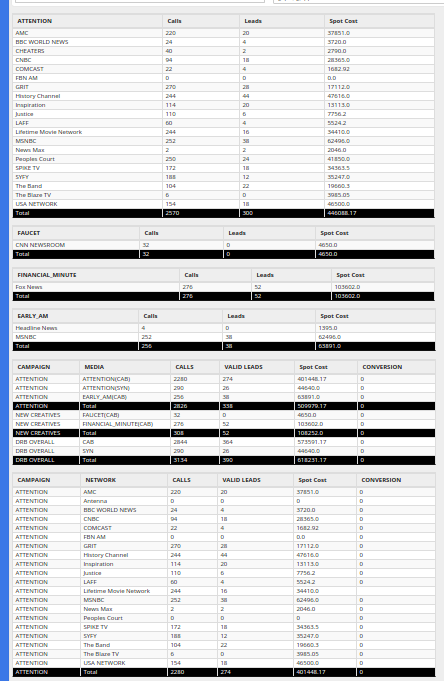 ATTENTION Calls Leads Spot Cost
AMC 220 20 37851.0
BBC WORLD NEWS 24 4 3720.0
CHEATERS 40 2 2790.0
CNBC 94 18 28365.0
COMCAST 22 4 1682.92
FBN AM 0 0 0.0
GRIT 270 28 17112.0
History Channel 244 44 47616.0
Inspiration 114 20 13113.0
Justice 110 6 7756.2
LAFF 60 4 5524.2
Lifetime Movie Network 244 16 34410.0
MSNBC 252 38 62496.0
News Max 2 2 2046.0
Peoples Court 250 24 41850.0
SPIKE TV 172 18 34363.5
SYFY 188 12 35247.0
The Band 104 22 19660.3
The Blaze TV 6 0 3985.05
USA NETWORK 154 18 46500.0
Total 2570 300 446088.17
FAUCET Calls Leads Spot Cost
CNN NEWSROOM 32 0 4650.0
Total 32 0 4650.0
FINANCIAL_MINUTE Calls Leads Spot Cost
Fox News 276 52 103602.0
Total 276 52 103602.0
EARLY_AM Calls Leads Spot Cost
Headline News 4 0 1395.0
MSNBC 252 38 62496.0
Total 256 38 63891.0
CAMPAIGN MEDIA CALLS VALID LEADS Spot Cost CONVERSION
ATTENTION ATTENTION(CAB) 2280 274 401448.17 0
ATTENTION ATTENTION(SYN) 290 26 44640.0 0
ATTENTION EARLY_AM(CAB) 256 38 63891.0 0
ATTENTION Total 2826 338 509979.17 0
NEW CREATIVES FAUCET(CAB) 32 0 4650.0 0
NEW CREATIVES FINANCIAL_MINUTE(CAB) 276 52 103602.0 0
NEW CREATIVES Total 308 52 108252.0 0
DRB OVERALL CAB 2844 364 573591.17 0
DRB OVERALL SYN 290 26 44640.0 0
DRB OVERALL 3134 390 618231.17 0
CAMPAIGN NETWORK CALLS VALID LEADS Spot Cost CONVERSION
ATTENTION AMC 220 20 37851.0 0
ATTENTION Antenna 0 0 0 0
ATTENTION BBC WORLD NEWS 24 4 3720.0 0
ATTENTION CNBC 94 18 28365.0 0
ATTENTION COMCAST 22 4 1682.92 0
ATTENTION FBN AM 0 0 0.0 0
ATTENTION GRIT 270 28 17112.0 0
ATTENTION History Channel 244 44 47616.0 0
ATTENTION Inspiration 114 20 13113.0 0
ATTENTION Justice 110 6 7756.2 0
ATTENTION LAFF 60 4 5524.2 0
ATTENTION Lifetime Movie Network 244 16 34410.0
ATTENTION MSNBC 252 38 62496.0 0
ATTENTION News Max 2 2 2046.0 0
ATTENTION Peoples Court 0 0 0 0
ATTENTION SPIKE TV 172 18 34363.5 0
ATTENTION SYFY 188 12 35247.0 0
ATTENTION The Band 104 22 19660.3 0
ATTENTION The Blaze TV 6 0 3985.05 0
ATTENTION USA NETWORK 154 18 46500.0 0
ATTENTION Total 2280 274 401448.17 0